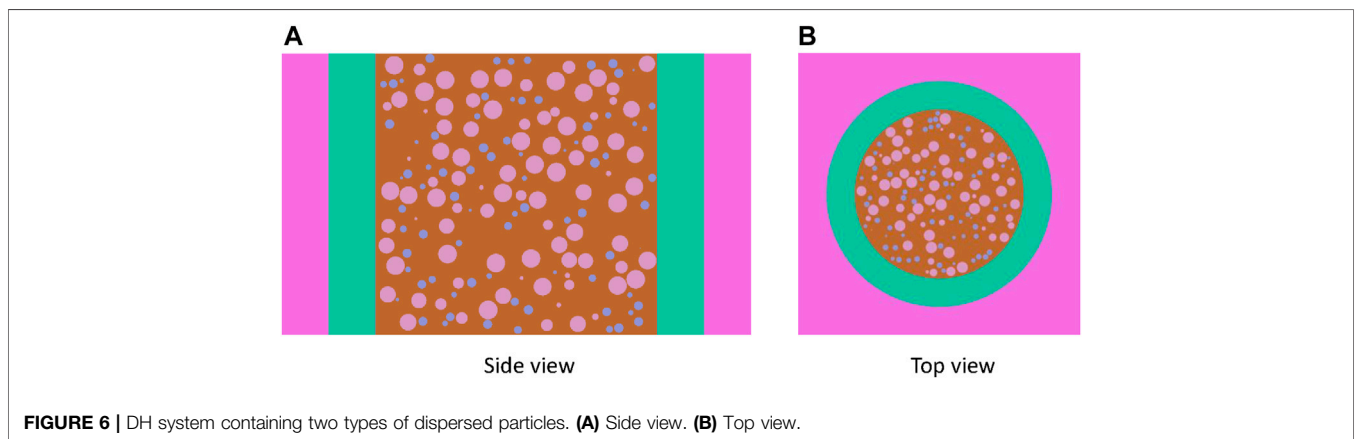 A
B
Side view
Top view
FIGURE 6 | DH system containing two types of dispersed particles. (A) Side view. (B) Top view.